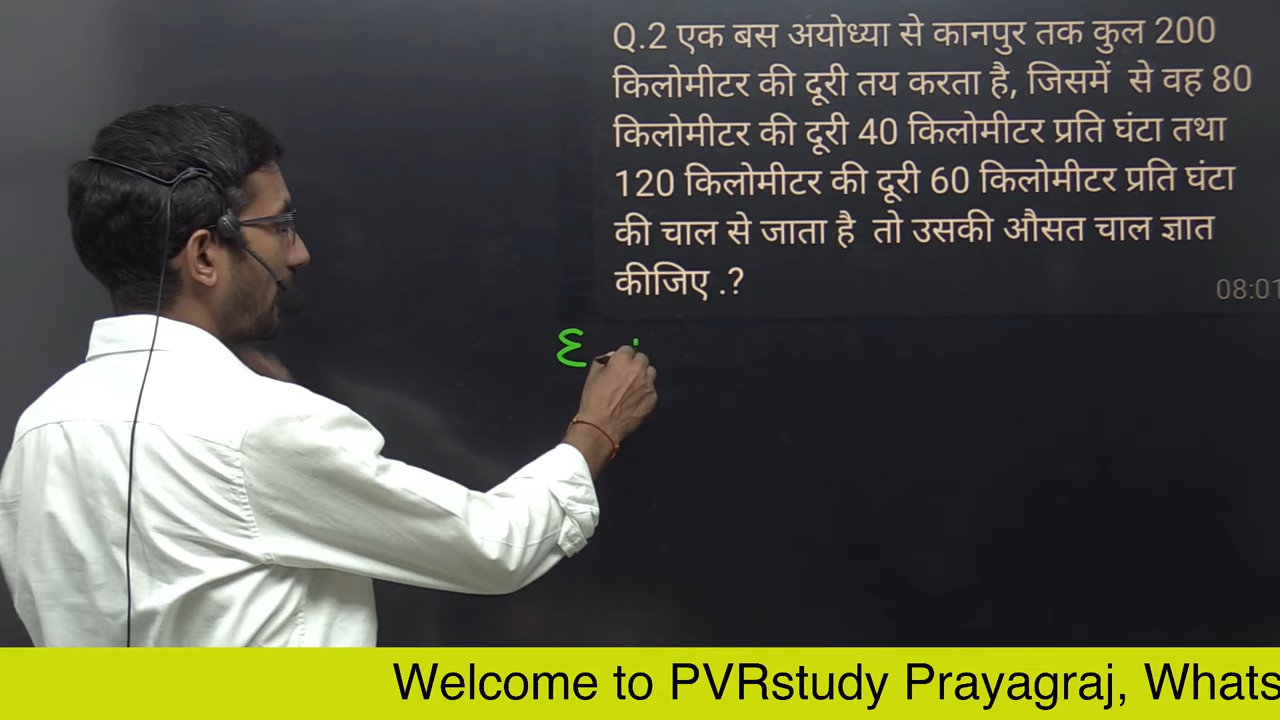 Q.2 एक बस अयोध्या से कानपुर तक कुल 200
किलोमीटर की दूरी तय करता है, जिसमें से वह 80
किलोमीटर की दूरी 40 किलोमीटर प्रति घंटा तथा
120 किलोमीटर की दूरी 60 किलोमीटर प्रति घंटा
की चाल से जाता है तो उसकी औसत चाल ज्ञात
कीजिए .?
08:01
Welcome to PVRstudy Prayagraj, Whats